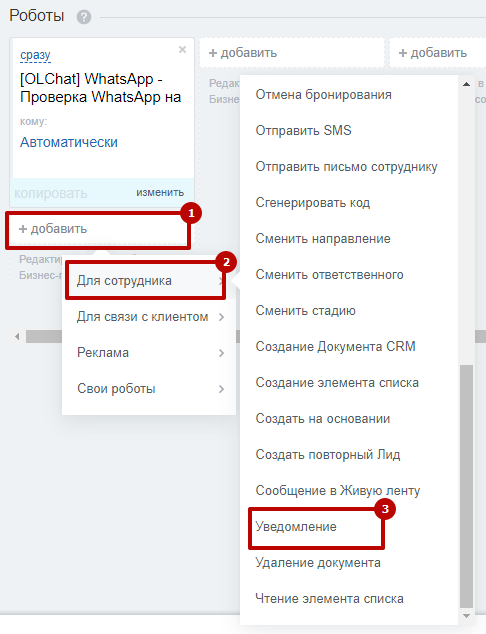 Роботы ?
сразу
[OLChat] WhatsApp -
Проверка WhatsApp на
кому:
Автоматически
копировать изменить
+ добавить
+ добавить
+ добавить
1
Редакти
Бизнес-
2
Для сотрудника
Для связи с клиентом
Реклама
Свои роботы
Отмена бронирования
Отправить SMS
Отправить письмо сотруднику
Сгенерировать код
Сменить направление
Сменить ответственного
Сменить стадию
Создание Документа CRM
Создание элемента списка
Создать на основании
Создать повторный Лид
Сообщение в Живую ленту
3
Уведомление
Удаление документа
Чтение элемента списка